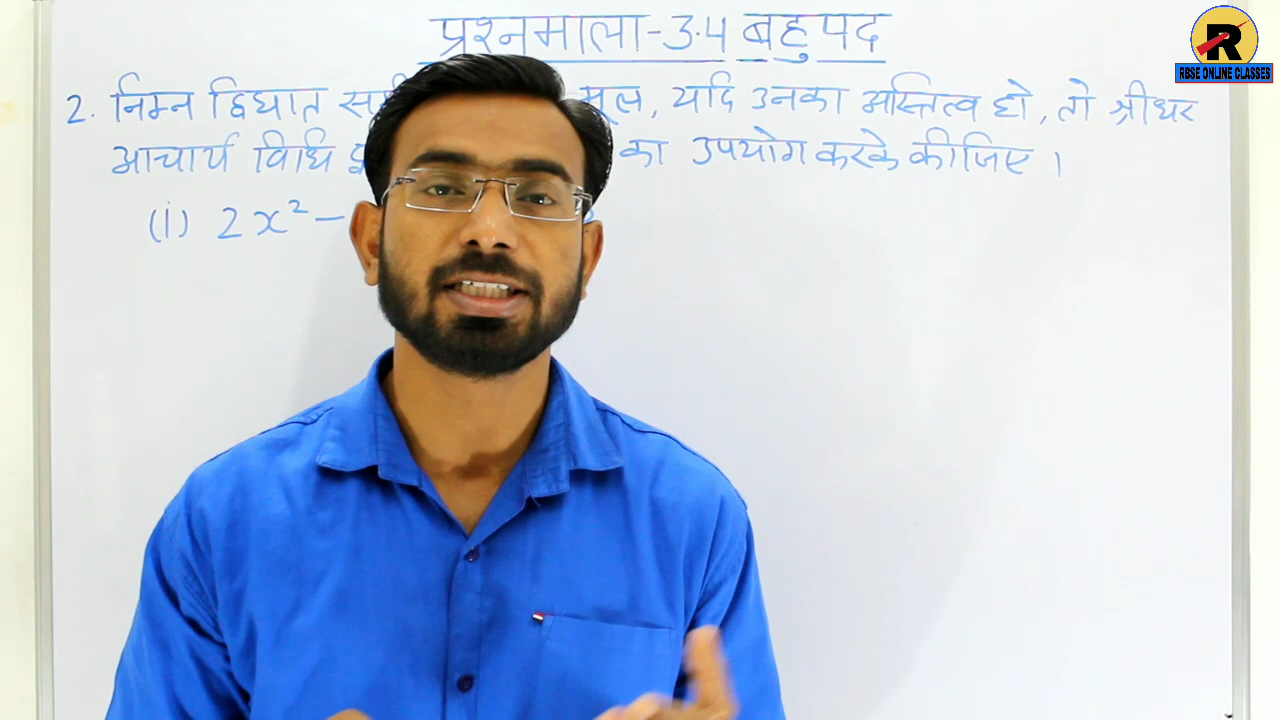 प्रश्नमाला-3.4 बहुपद
R
RBSE ONLINE CLASSES
2. निम्न द्विघात मूल, यदि उनका अस्तित्व हो, तो श्रीधर
आचार्य विधि का उपयोग करके कीजिए ।
(i) 2x² -